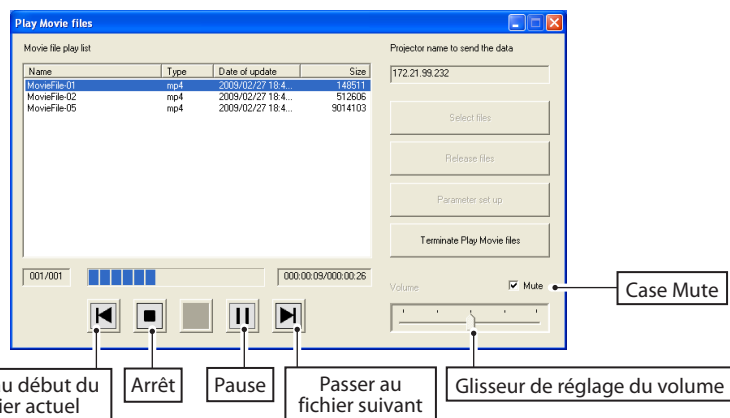 Play Movie files
Movie file play list
Projector name to send the data
Name Type Date of update Size
172.21.99.232
MovieFile-01 mp4 2009/02/27 18:4... 148511
MovieFile-02 mp4 2009/02/27 18:4... 512606
MovieFile-05 mp4 2009/02/27 18:4... 9014103
Select files
Release files
Parameter set up
Terminate Play Movie files
001/001
000:00:09/000:00:26
Volume
Mute
Case Mute
au début du
actuel
Arrêt
Pause
Passer au
fichier suivant
Glisseur de réglage du volume